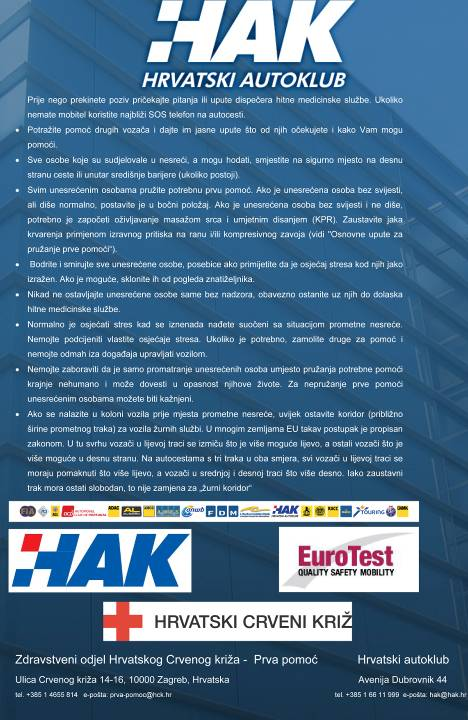 HAK
HRVATSKI AUTOKLUB
Prije nego prekinete poziv pričekajte pitanja ili upute dispečera hitne medicinske službe. Ukoliko
nemate mobitel koristite najbliži SOS telefon na autocesti.
• Potražite pomoć drugih vozača i dajte im jasne upute što od njih očekujete i kako Vam mogu
pomoći.
• Sve osobe koje su sudjelovale u nesreći, a mogu hodati, smjestite na sigurno mjesto na desnu
stranu ceste ili unutar središnje barijere (ukoliko postoji).
• Svim unesrećenim osobama pružite potrebnu prvu pomoć. Ako je unesrećena osoba bez svijesti,
ali diše normalno, postavite je u bočni položaj. Ako je unesrećena osoba bez svijesti i ne diše,
potrebno je započeti oživljavanje masažom srca i umjetnim disanjem (KPR). Zaustavite jaka
krvarenja primjenom izravnog pritiska na ranu i/ili kompresivnog zavoja (vidi "Osnovne upute za
pružanje prve pomoći").
• Bodrite i smirujte sve unesrećene osobe, posebice ako primijetite da je osjećaj stresa kod njih jako
izražen. Ako je moguće, sklonite ih od pogleda znatiželjnika.
• Nikad ne ostavljajte unesrećene osobe same bez nadzora, obavezno ostanite uz njih do dolaska
hitne medicinske službe.
• Normalno je osjećati stres kad se iznenada nađete suočeni sa situacijom prometne nesreće.
Nemojte podcijeniti vlastite osjećaje stresa. Ukoliko je potrebno, zamolite druge za pomoć i
nemojte odmah iza događaja upravljati vozilom.
• Nemojte zaboraviti da je samo promatranje unesrećenih osoba umjesto pružanja potrebne pomoći
krajnje nehumano i može dovesti u opasnost njihove živote. Za nepružanje prve pomoći
unesrećenim osobama možete biti kažnjeni.
• Ako se nalazite u koloni vozila prije mjesta prometne nesreće, uvijek ostavite koridor (približno
širine prometnog traka) za vozila žurnih službi. U mnogim zemljama EU takav postupak je propisan
zakonom. U tu svrhu vozači u lijevoj traci se izmiču što je više moguće lijevo, a ostali vozači što je
više moguće u desnu stranu. Na autocestama s tri traka u oba smjera, svi vozači u lijevoj traci se
moraju pomaknuti što više lijevo, a vozači u srednjoj i desnoj traci što više desno. Iako zaustavni
trak mora ostati slobodan, to nije zamjena za „žurni koridor"
FIA ADAC AL anwb FDM HAK RACE TOURING
HAK
EuroTest
QUALITY SAFETY MOBILITY
HRVATSKI CRVENI KRIŽ
Zdravstveni odjel Hrvatskog Crvenog križa - Prva pomoć Hrvatski autoklub
Ulica Crvenog križa 14-16, 10000 Zagreb, Hrvatska Avenija Dubrovnik 44
tel. +385 1 4655 814 e-pošta: prva-pomoc@hck.hr tel. +385 1 66 11 999 e-pošta: hak@hak.hr